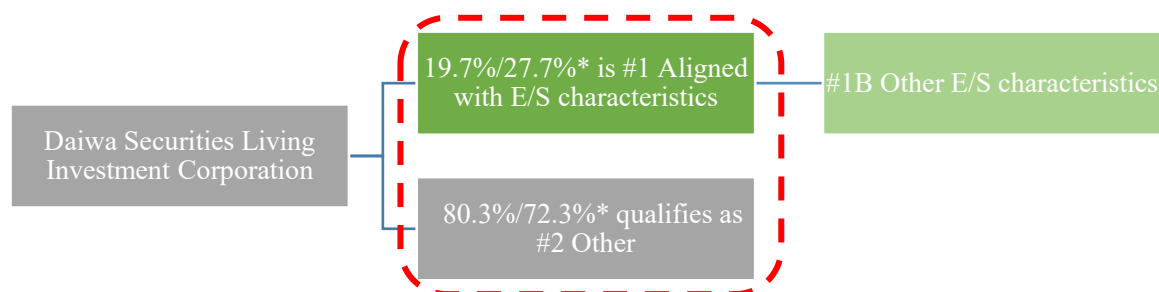 19.7%/27.7%* is #1 Aligned
with E/S characteristics
#1B Other E/S characteristics
Daiwa Securities Living
Investment Corporation
80.3%/72.3%* qualifies as
#2 Other